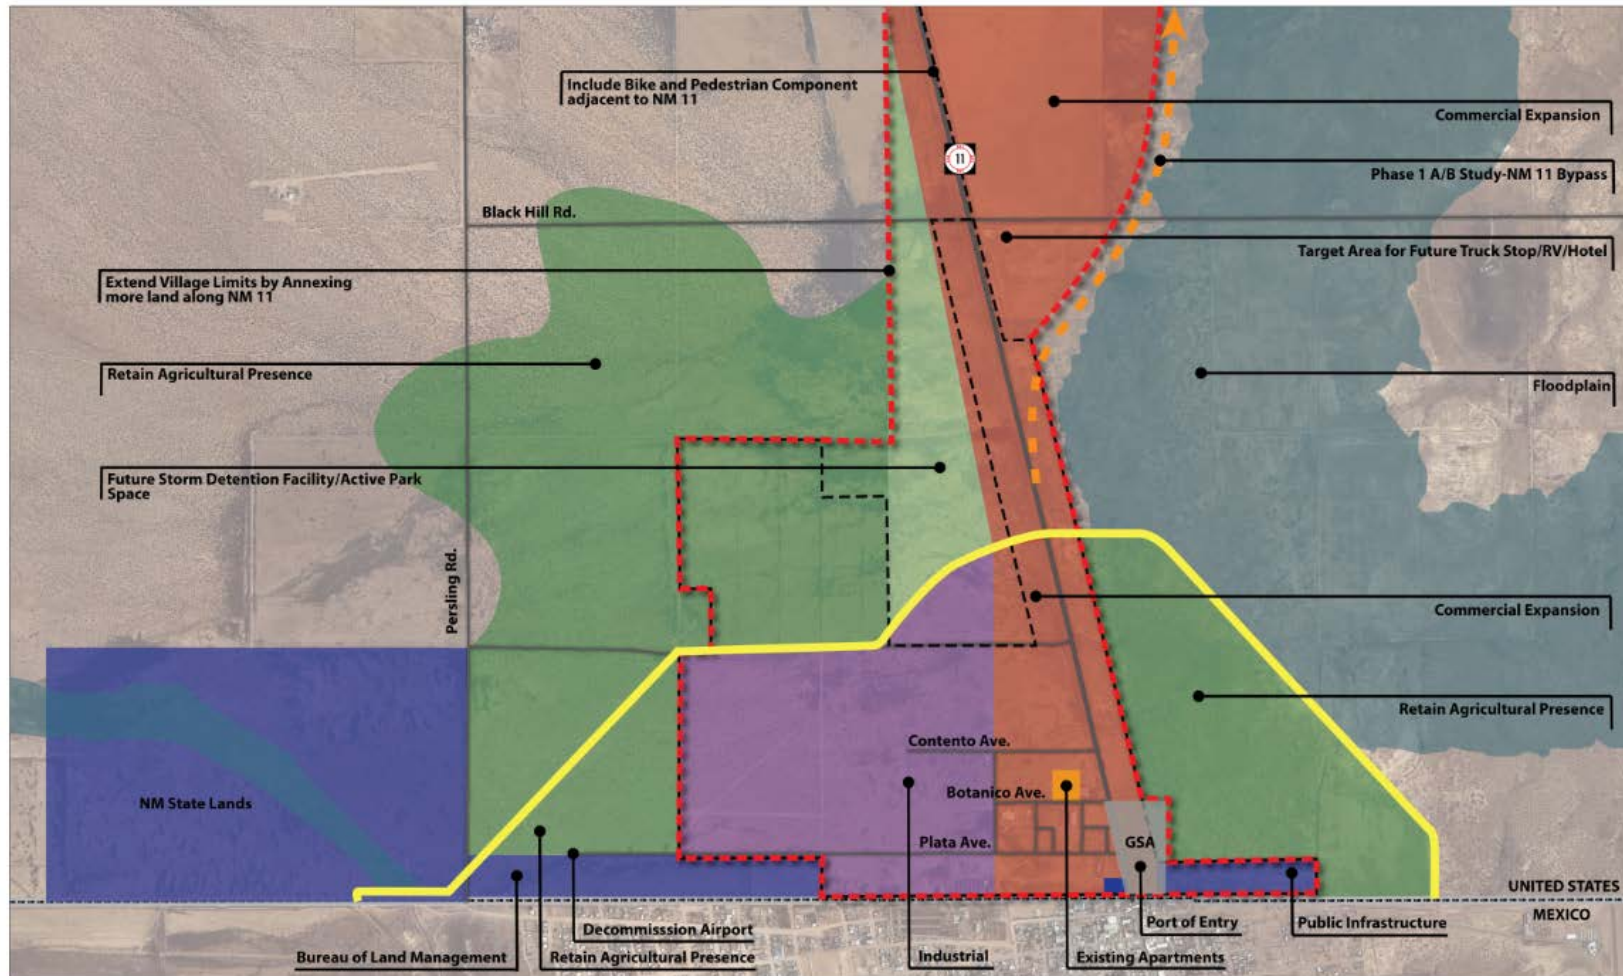 Include Bike and Pedestrian Component
adjacent to NM 11
Commercial Expansion
11
Phase 1 A/B Study-NM 11 Bypass
Black Hill Rd.
Target Area for Future Truck Stop/RV/Hotel
Extend Village Limits by Annexing
more land along NM 11
Retain Agricultural Presence
Floodplain
Future Storm Detention Facility/Active Park
Space
Persling Rd.
Commercial Expansion
Retain Agricultural Presence
Contento Ave.
NM State Lands
Botanico Ave.
Plata Ave.
GSA
UNITED STATES
MEXICO
Decommisssion Airport
Port of Entry
Public Infrastructure
Bureau of Land Management
Retain Agricultural Presence
Industrial
Existing Apartments